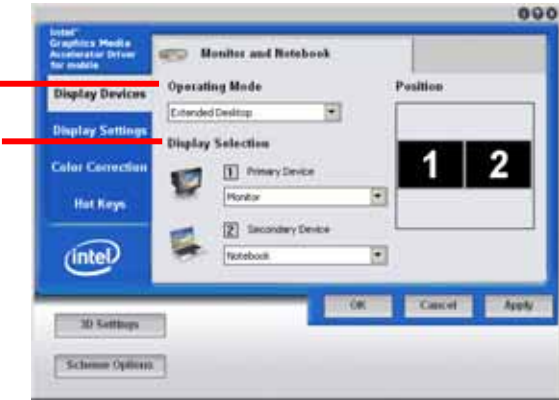 Intel®
Graphics Media
Accelerator Driver
for mobile
Monitor and Notebook
Display Devices
Display Settings
Color Correction
Hot Keys
intel
Operating Mode
Extended Desktop
Display Selection
1 Primary Device
Monitor
2 Secondary Device
Notebook
Position
1 2
OK
Cancel
Apply
3D Settings
Scheme Options